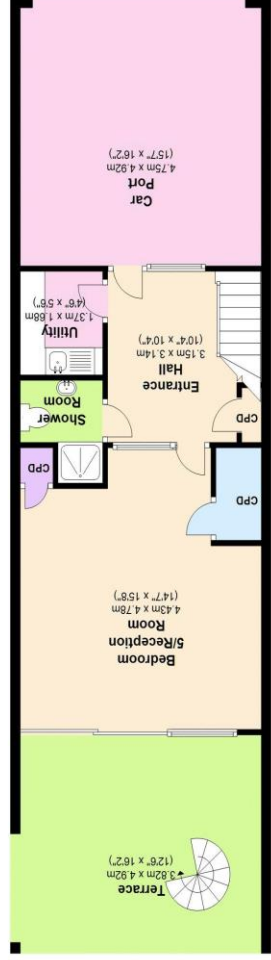 Terrace
3.82m x 4.92m
(12'6" x 16'2")
Bedroom
5/Reception
Room
4.43m x 4.78m
(14'7" x 15'8")
CPD
CPD
CPD
Shower
Room
Entrance
Hall
3.15m x 3.14m
(10'4" x 10'4")
Utility
1.37m x 1.68m
(4'6" x 5'6")
Car
Port
4.75m x 4.92m
(15'7" x 16'2")